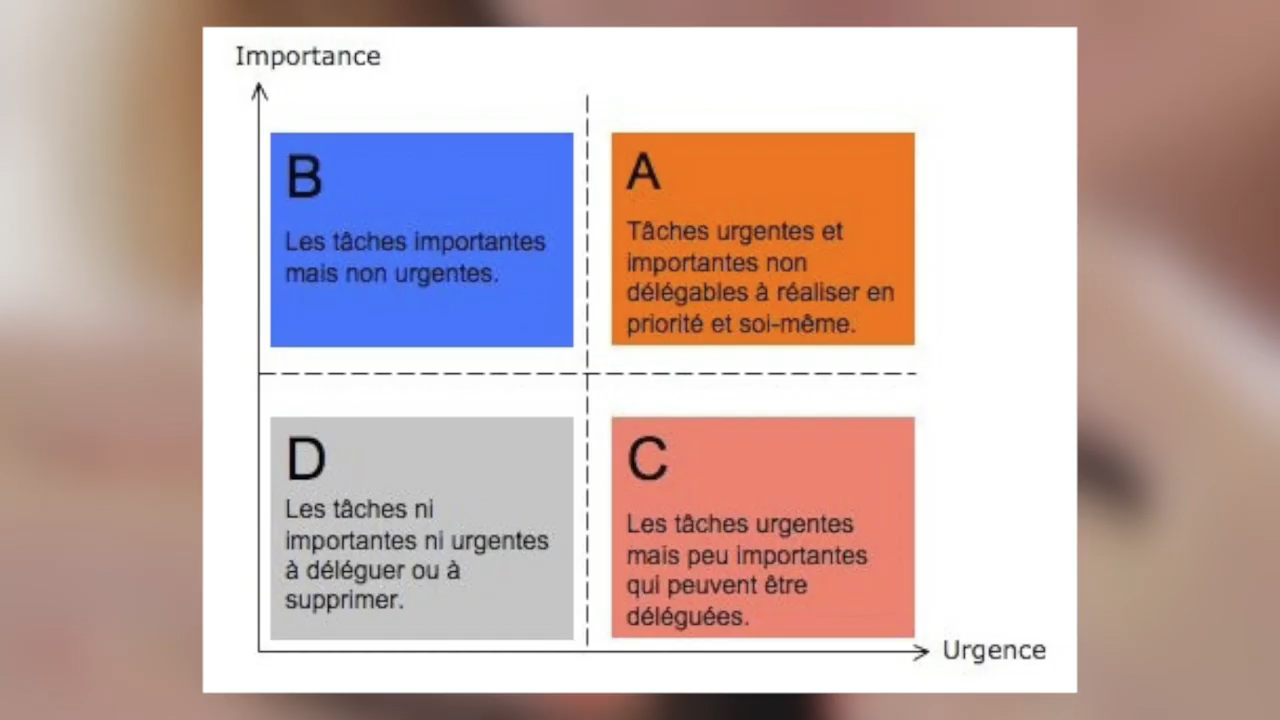 Importance
B
Les tâches importantes
mais non urgentes.
A
Tâches urgentes et
importantes non
délégables à réaliser en
priorité et soi-même.
D
Les tâches ni
importantes ni urgentes
à déléguer ou à
supprimer.
C
Les tâches urgentes
mais peu importantes
qui peuvent être
déléguées.
Urgence